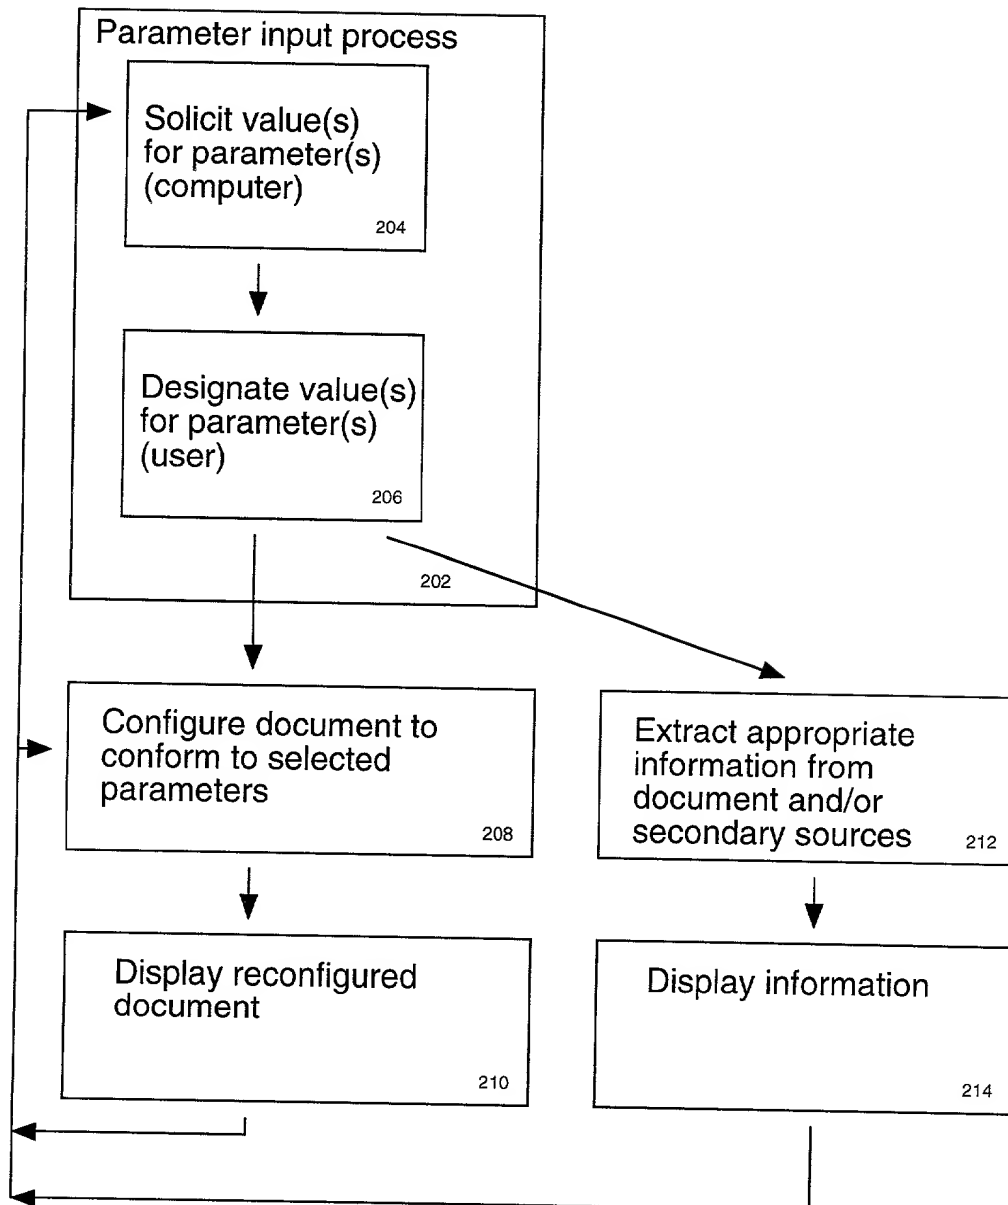 Parameter input process
Solicit value(s)
for parameter(s)
(computer)
204
Designate value(s)
for parameter(s)
(user)
206
202
Configure document to
conform to selected
parameters
208
Extract appropriate
information from
document and/or
secondary sources
212
Display reconfigured
document
210
Display information
214